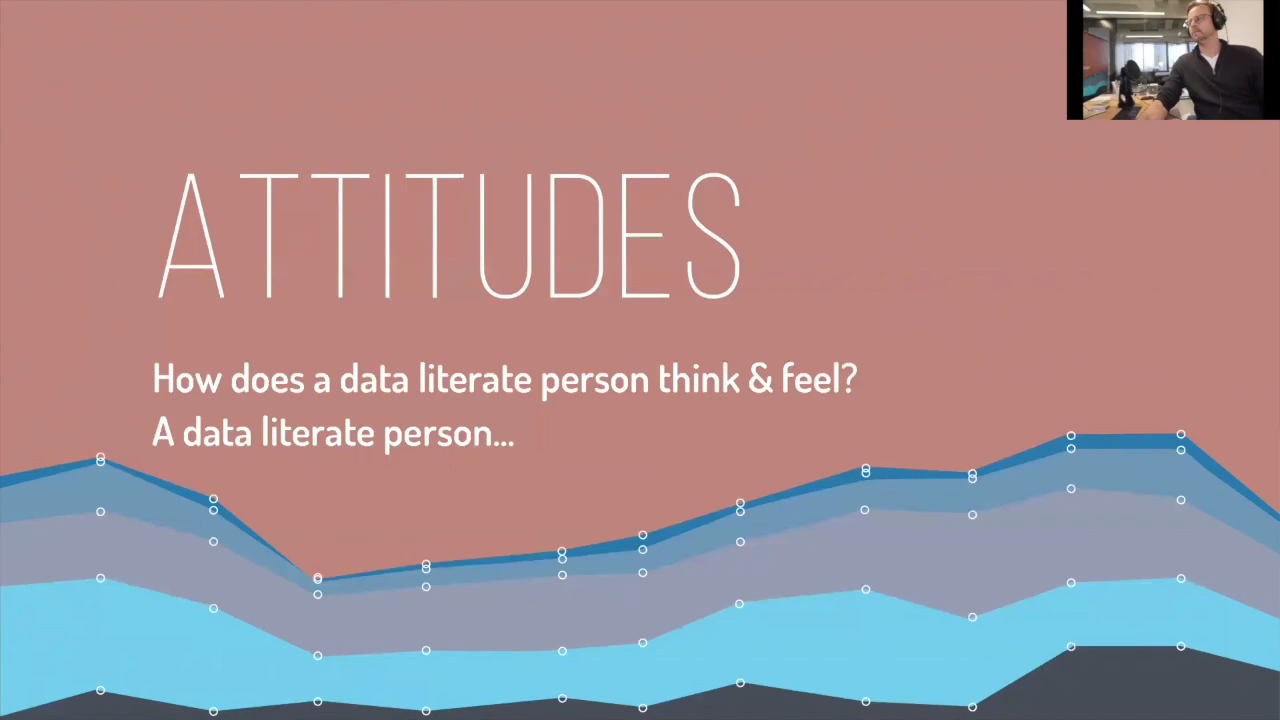 ATTITUDES
How does a data literate person think & feel?
A data literate person...